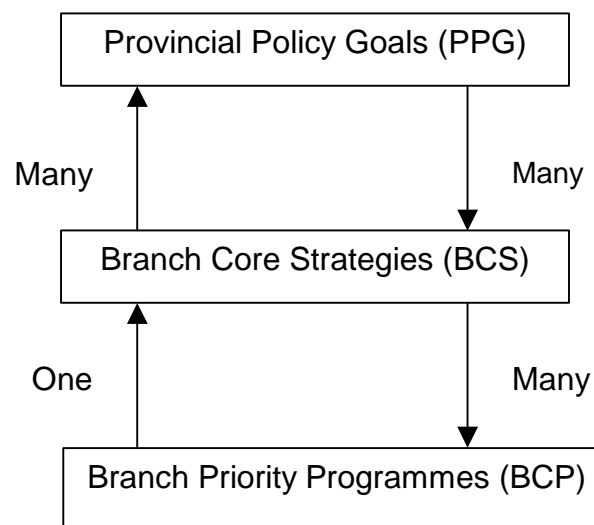 Provincial Policy Goals (PPG)
Many
Many
Branch Core Strategies (BCS)
One
Many
Branch Priority Programmes (BCP)